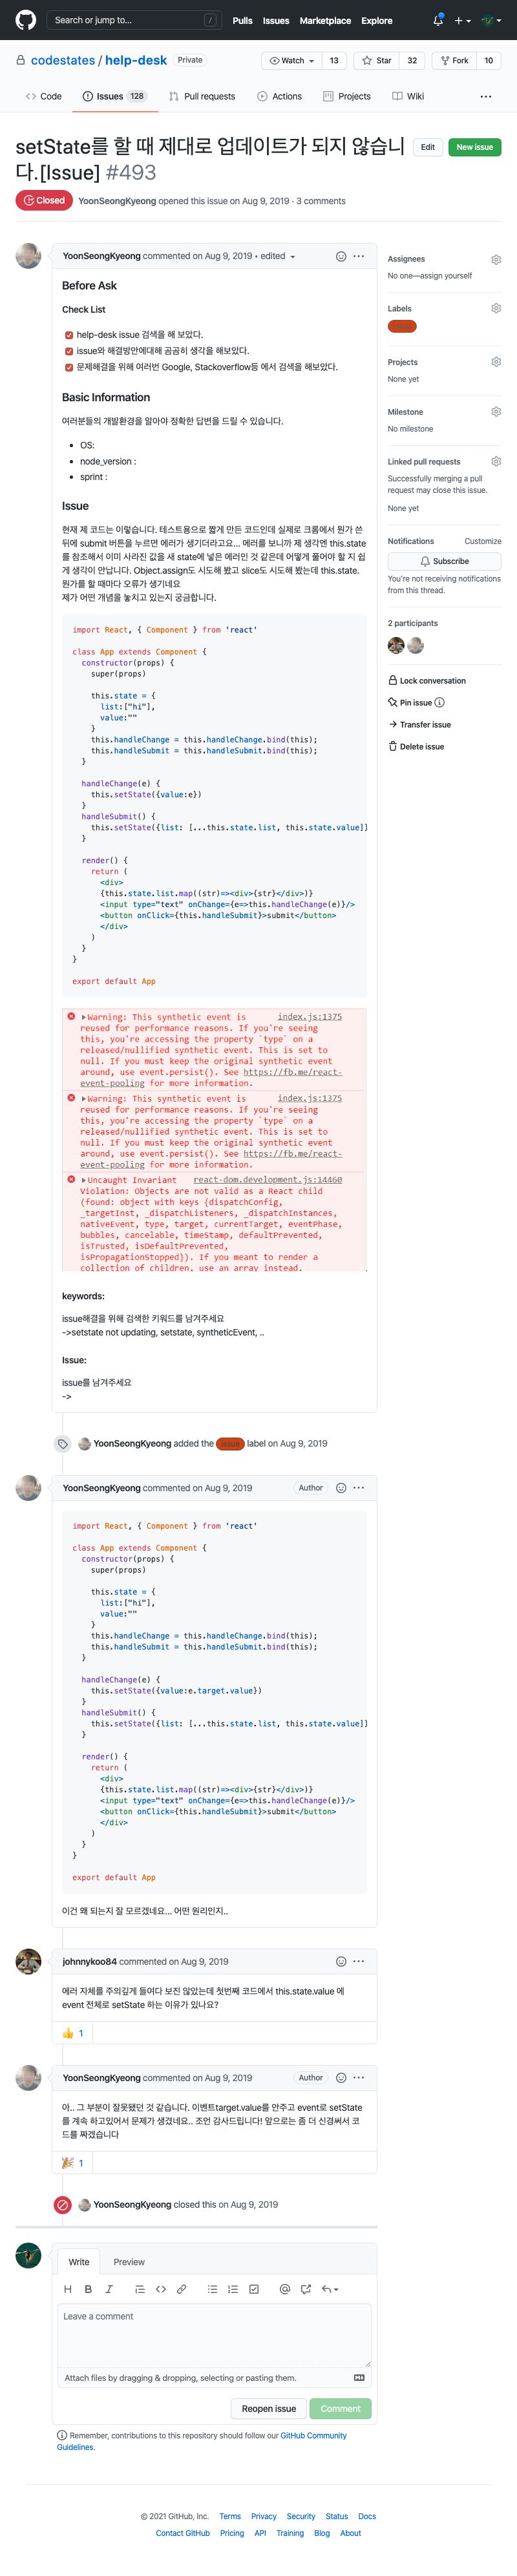 Search or jump to...
/
Pulls Issues Marketplace Explore
codestates / help-desk Private
Watch 13 Star 32 Fork 10
Code Issues 128 Pull requests Actions Projects Wiki
setState를 할 때 제대로 업데이트가 되지 않습니
다.[Issue] #493
Edit New issue
Closed YoonSeongKyeong opened this issue on Aug 9, 2019 · 3 comments
YoonSeongKyeong commented on Aug 9, 2019 • edited
Before Ask
Check List
help-desk issue 검색을 해 보았다.
issue와 해결방안에대해 곰곰히 생각을 해보았다.
문제해결을 위해 여러번 Google, Stackoverflow등 에서 검색을 해보았다.
Basic Information
여러분들의 개발환경을 알아야 정확한 답변을 드릴 수 있습니다.
OS:
node_version :
sprint :
Issue
현재 제 코드는 이렇습니다. 테스트용으로 짧게 만든 코드인데 실제로 크롬에서 뭔가 쓴
뒤에 submit 버튼을 누르면 에러가 생기더라고요... 에러를 보니까 제 생각엔 this.state
를 참조해서 이미 사라진 값을 새 state에 넣은 에러인 것 같은데 어떻게 풀어야 할 지 쉽
게 생각이 안납니다. Object.assign도 시도해 봤고 slice도 시도해 봤는데 this.state.
뭔가를 할 때마다 오류가 생기네요
제가 어떤 개념을 놓치고 있는지 궁금합니다.
import React, { Component } from 'react'
class App extends Component {
constructor(props) {
super(props)
this.state = {
list:["hi"],
value:""
}
this.handleChange = this.handleChange.bind(this);
this.handleSubmit = this.handleSubmit.bind(this);
}
handleChange(e) {
this.setState({value:e})
}
handleSubmit() {
this.setState({list: [...this.state.list, this.state.value]]
}
render() {
return (
<div>
{this.state.list.map((str)=><div>{str}</div>)}
<input type="text" onChange={e=>this.handleChange(e)}/>
<button onClick={this.handleSubmit}>submit</button>
</div>
)
}
}
export default App
Warning: This synthetic event is index.js:1375
reused for performance reasons. If you're seeing
this, you're accessing the property `type` on a
released/nullified synthetic event. This is set to
null. If you must keep the original synthetic event
around, use event.persist(). See https://fb.me/react-
event-pooling for more information.
Warning: This synthetic event is index.js:1375
reused for performance reasons. If you're seeing
this, you're accessing the property `type` on a
released/nullified synthetic event. This is set to
null. If you must keep the original synthetic event
around, use event.persist(). See https://fb.me/react-
event-pooling for more information.
Uncaught Invariant react-dom.development.js:14460
Violation: Objects are not valid as a React child
(found: object with keys {dispatchConfig,
_targetInst, _dispatchListeners, _dispatchInstances,
nativeEvent, type, target, currentTarget, eventPhase,
bubbles, cancelable, timeStamp, defaultPrevented,
isTrusted, isDefaultPrevented,
isPropagationStopped}). If you meant to render a
collection of children, use an array instead.
keywords:
issue해결을 위해 검색한 키워드를 남겨주세요
->setstate not updating, setstate, syntheticEvent, ..
Issue:
issue를 남겨주세요
->
Assignees
No one—assign yourself
Labels
Issue
Projects
None yet
Milestone
No milestone
Linked pull requests
Successfully merging a pull
request may close this issue.
None yet
Notifications Customize
Subscribe
You're not receiving notifications
from this thread.
2 participants
Lock conversation
Pin issue
Transfer issue
Delete issue
YoonSeongKyeong added the Issue label on Aug 9, 2019
YoonSeongKyeong commented on Aug 9, 2019 Author
import React, { Component } from 'react'
class App extends Component {
constructor(props) {
super(props)
this.state = {
list:["hi"],
value:""
}
this.handleChange = this.handleChange.bind(this);
this.handleSubmit = this.handleSubmit.bind(this);
}
handleChange(e) {
this.setState({value:e.target.value})
}
handleSubmit() {
this.setState({list: [...this.state.list, this.state.value]]
}
render() {
return (
<div>
{this.state.list.map((str)=><div>{str}</div>)}
<input type="text" onChange={e=>this.handleChange(e)}/>
<button onClick={this.handleSubmit}>submit</button>
</div>
)
}
}
export default App
이건 왜 되는지 잘 모르겠네요... 어떤 원리인지..
johnnykoo84 commented on Aug 9, 2019
에러 자체를 주의깊게 들여다 보진 않았는데 첫번째 코드에서 this.state.value 에
event 전체로 setState 하는 이유가 있나요?
👍 1
YoonSeongKyeong commented on Aug 9, 2019 Author
아.. 그 부분이 잘못됐던 것 같습니다. 이벤트target.value를 안주고 event로 setState
를 계속 하고있어서 문제가 생겼네요.. 조언 감사드립니다! 앞으로는 좀 더 신경써서 코
드를 짜겠습니다
🎉 1
YoonSeongKyeong closed this on Aug 9, 2019
Write Preview
Leave a comment
Attach files by dragging & dropping, selecting or pasting them.
Reopen issue Comment
Remember, contributions to this repository should follow our GitHub Community
Guidelines.
© 2021 GitHub, Inc. Terms Privacy Security Status Docs
Contact GitHub Pricing API Training Blog About